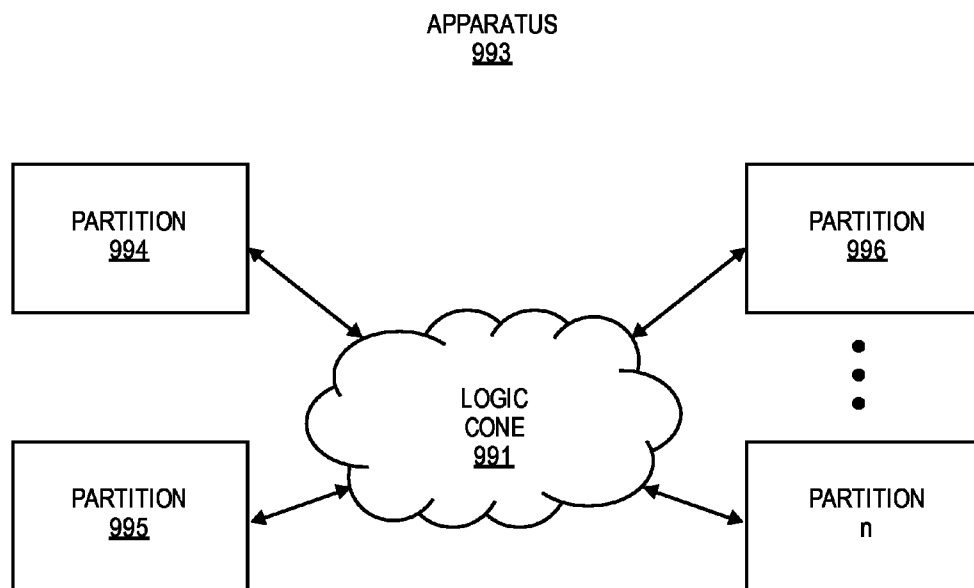 APPARATUS
993
PARTITION
994
PARTITION
996
LOGIC
CONE
991
PARTITION
995
PARTITION
n